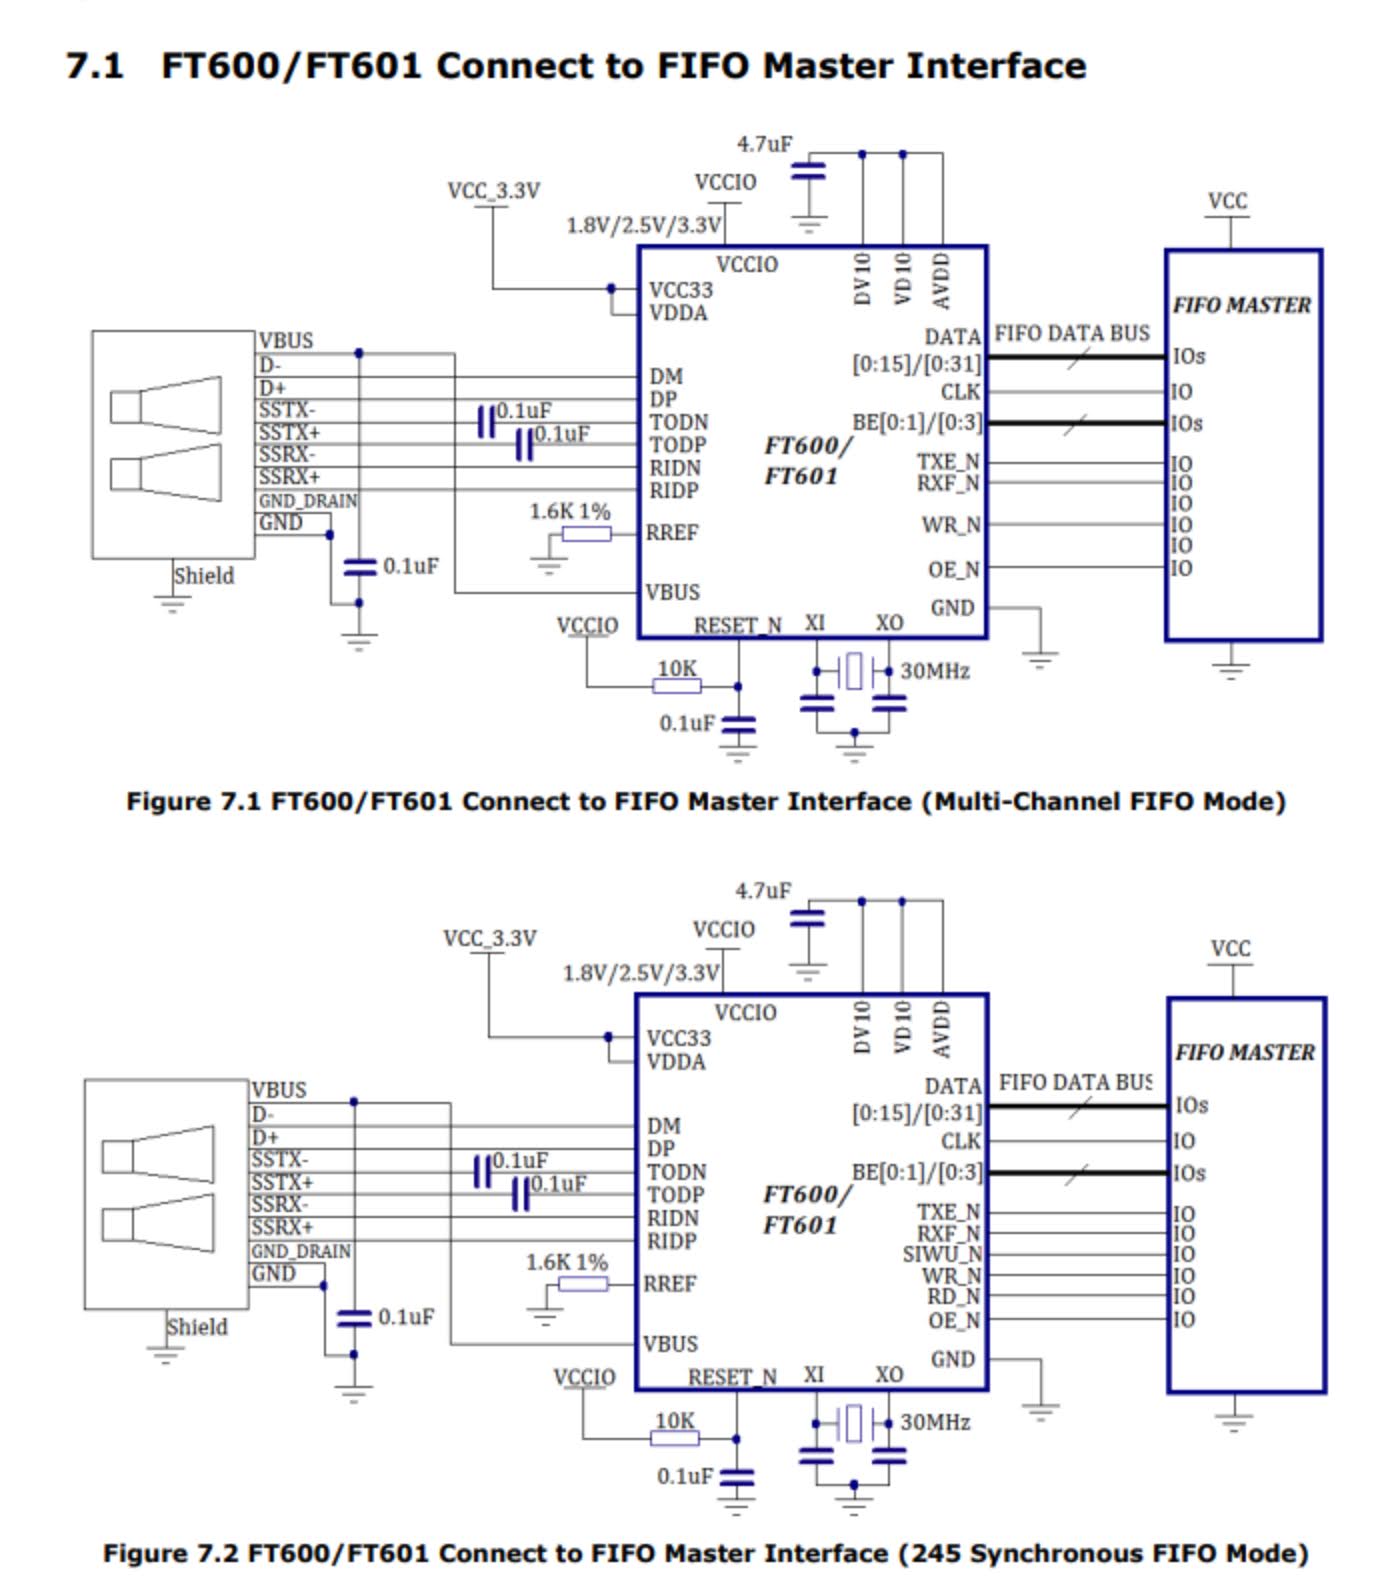 7.1 FT600/FT601 Connect to FIFO Master Interface
4.7uF
VCC_3.3V
VCCIO
1.8V/2.5V/3.3V
VCC
VCCIO
DV10
VD10
AVDD
VCC33
VDDA
FIFO MASTER
VBUS
D-
D+
SSTX-
SSTX+
SSRX-
SSRX+
GND_DRAIN
GND
Shield
0.1uF
0.1uF
0.1uF
1.6K 1%
DM
DP
TODN
TODP
RIDN
RIDP
RREF
VBUS
FT600/
FT601
DATA
[0:15]/[0:31]
CLK
BE[0:1]/[0:3]
TXE_N
RXF_N
WR_N
OE_N
GND
FIFO DATA BUS
IOs
IO
IOs
IO
IO
IO
IO
IO
IO
VCCIO
RESET_N
XI
XO
10K
30MHz
0.1uF
Figure 7.1 FT600/FT601 Connect to FIFO Master Interface (Multi-Channel FIFO Mode)
4.7uF
VCC_3.3V
VCCIO
1.8V/2.5V/3.3V
VCC
VCCIO
DV10
VD10
AVDD
VCC33
VDDA
FIFO MASTER
VBUS
D-
D+
SSTX-
SSTX+
SSRX-
SSRX+
GND_DRAIN
GND
Shield
0.1uF
0.1uF
0.1uF
1.6K 1%
DM
DP
TODN
TODP
RIDN
RIDP
RREF
VBUS
FT600/
FT601
DATA
[0:15]/[0:31]
CLK
BE[0:1]/[0:3]
TXE_N
RXF_N
SIWU_N
WR_N
RD_N
OE_N
GND
FIFO DATA BUS
IOs
IO
IOs
IO
IO
IO
IO
IO
IO
VCCIO
RESET_N
XI
XO
10K
30MHz
0.1uF
Figure 7.2 FT600/FT601 Connect to FIFO Master Interface (245 Synchronous FIFO Mode)